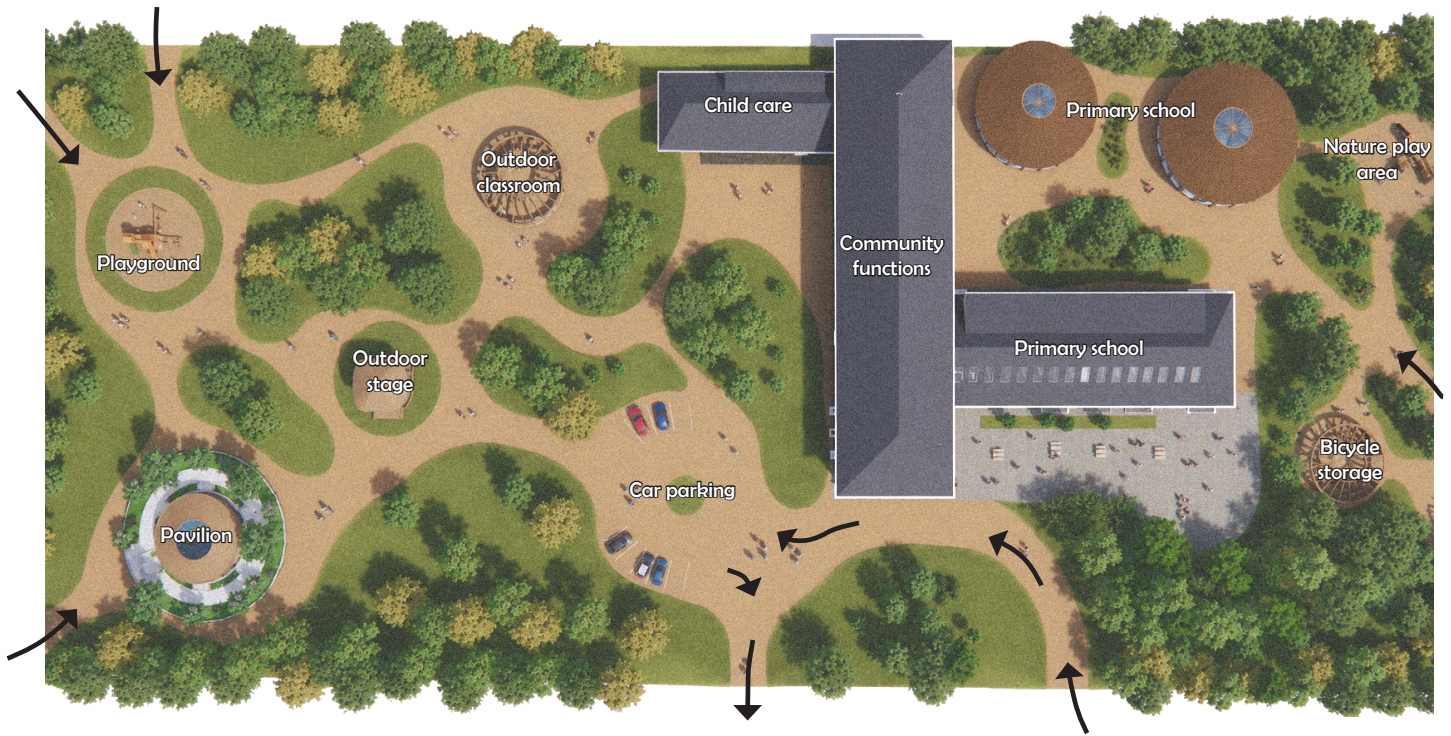 Child care
Primary school
Outdoor
classroom
Nature play
area
Community
functions
Playground
Primary school
Outdoor
stage
Bicycle
storage
Car parking
Pavilion